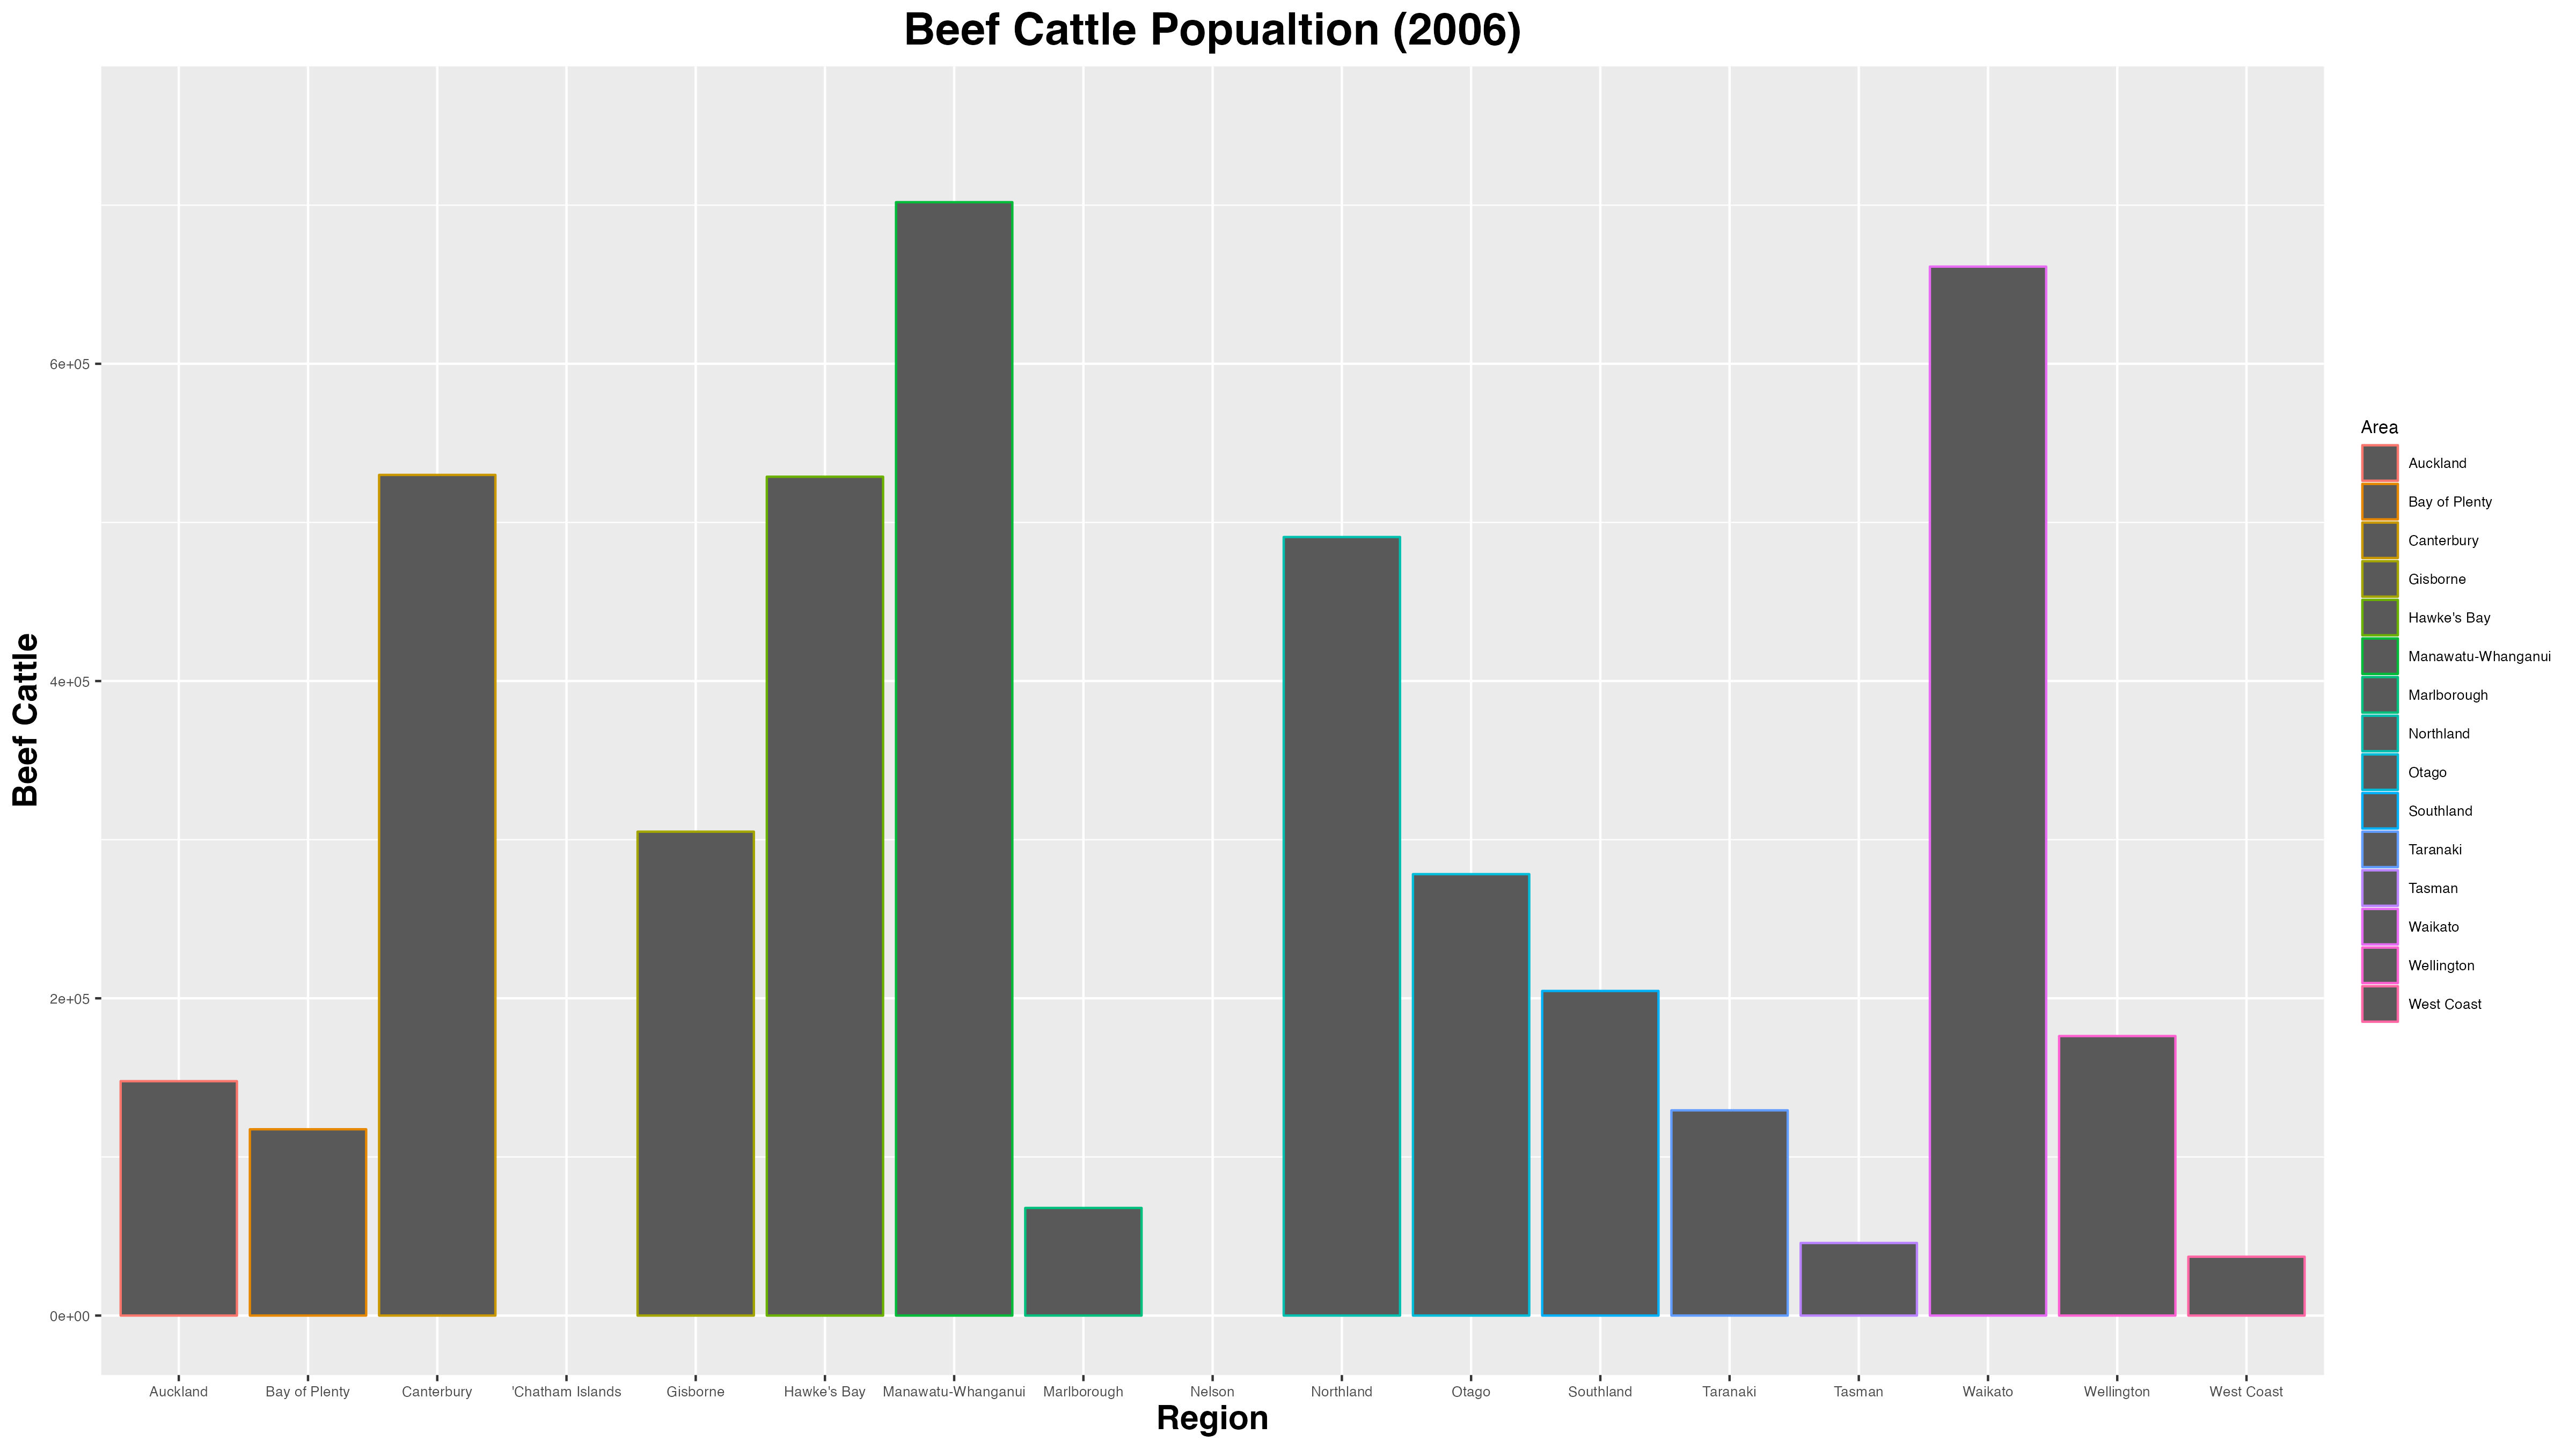 Beef Cattle Popualtion (2006)
Beef Cattle
6e+05
4e+05
2e+05
0e+00
Auckland
Bay of Plenty
Canterbury
'Chatham Islands
Gisborne
Hawke's Bay
Manawatu-Whanganui
Marlborough
Nelson
Northland
Otago
Southland
Taranaki
Tasman
Waikato
Wellington
West Coast
Region
Area
Auckland
Bay of Plenty
Canterbury
Gisborne
Hawke's Bay
Manawatu-Whanganui
Marlborough
Northland
Otago
Southland
Taranaki
Tasman
Waikato
Wellington
West Coast